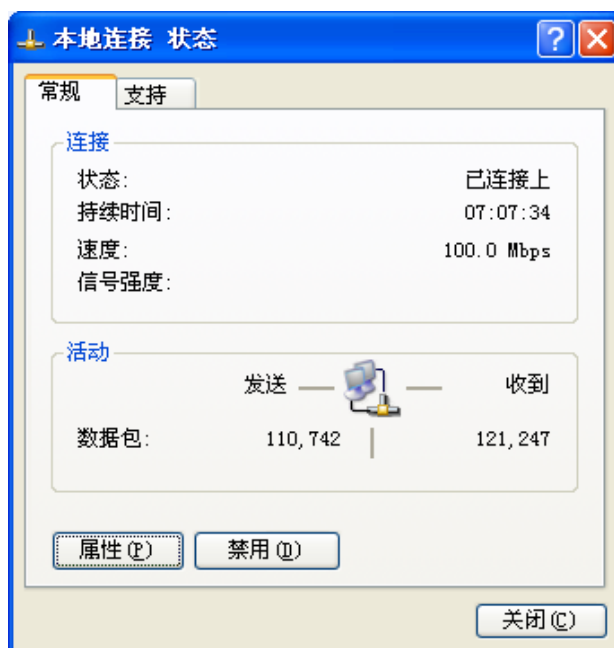 本地连接 状态
常规 支持
连接
状态: 已连接上
持续时间: 07:07:34
速度: 100.0 Mbps
信号强度:
活动
发送 收到
数据包: 110,742 121,247
属性(P) 禁用(D)
关闭(C)